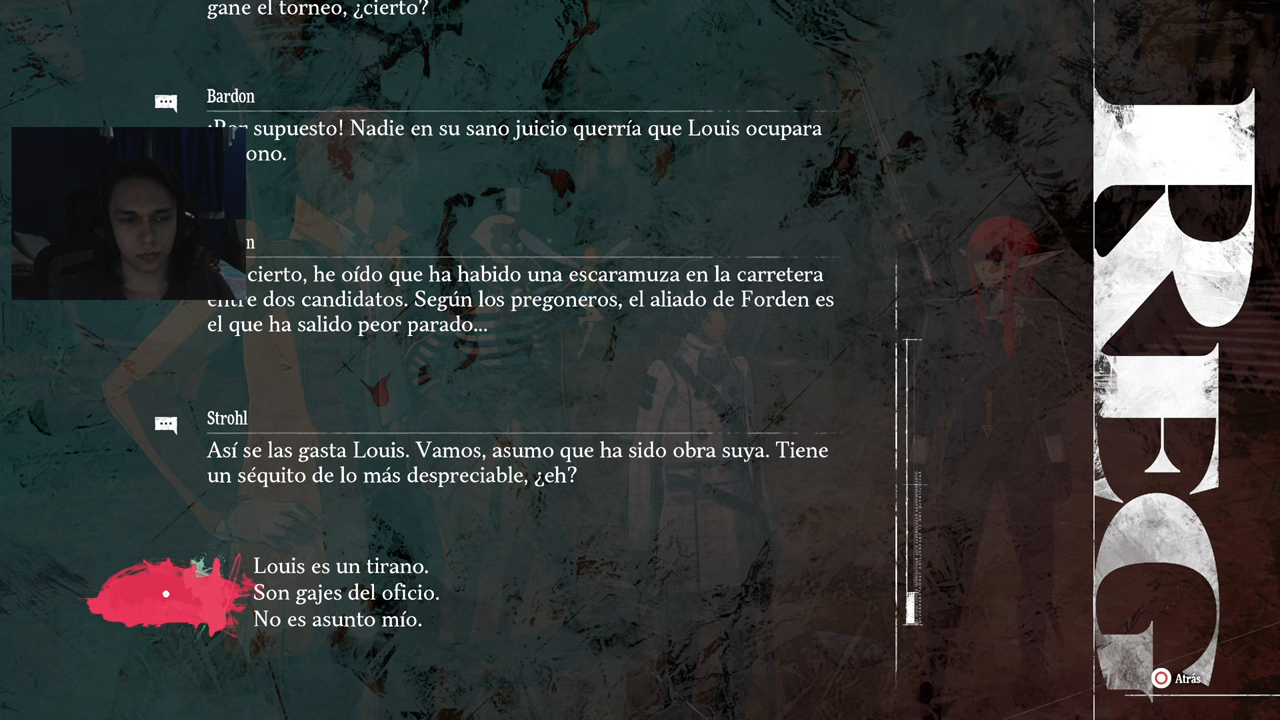 gane el torneo, ¿cierto?
Bardon
supuesto! Nadie en su sano juicio querría que Louis ocupara
cierto, he oído que ha habido una escaramuza en la carretera
entre dos candidatos. Según los pregoneros, el aliado de Forden es
el que ha salido peor parado...
Strohl
Así se las gasta Louis. Vamos, asumo que ha sido obra suya. Tiene
un séquito de lo más despreciable, ¿eh?
Louis es un tirano.
Son gajes del oficio.
No es asunto mío.
REG
Atrás